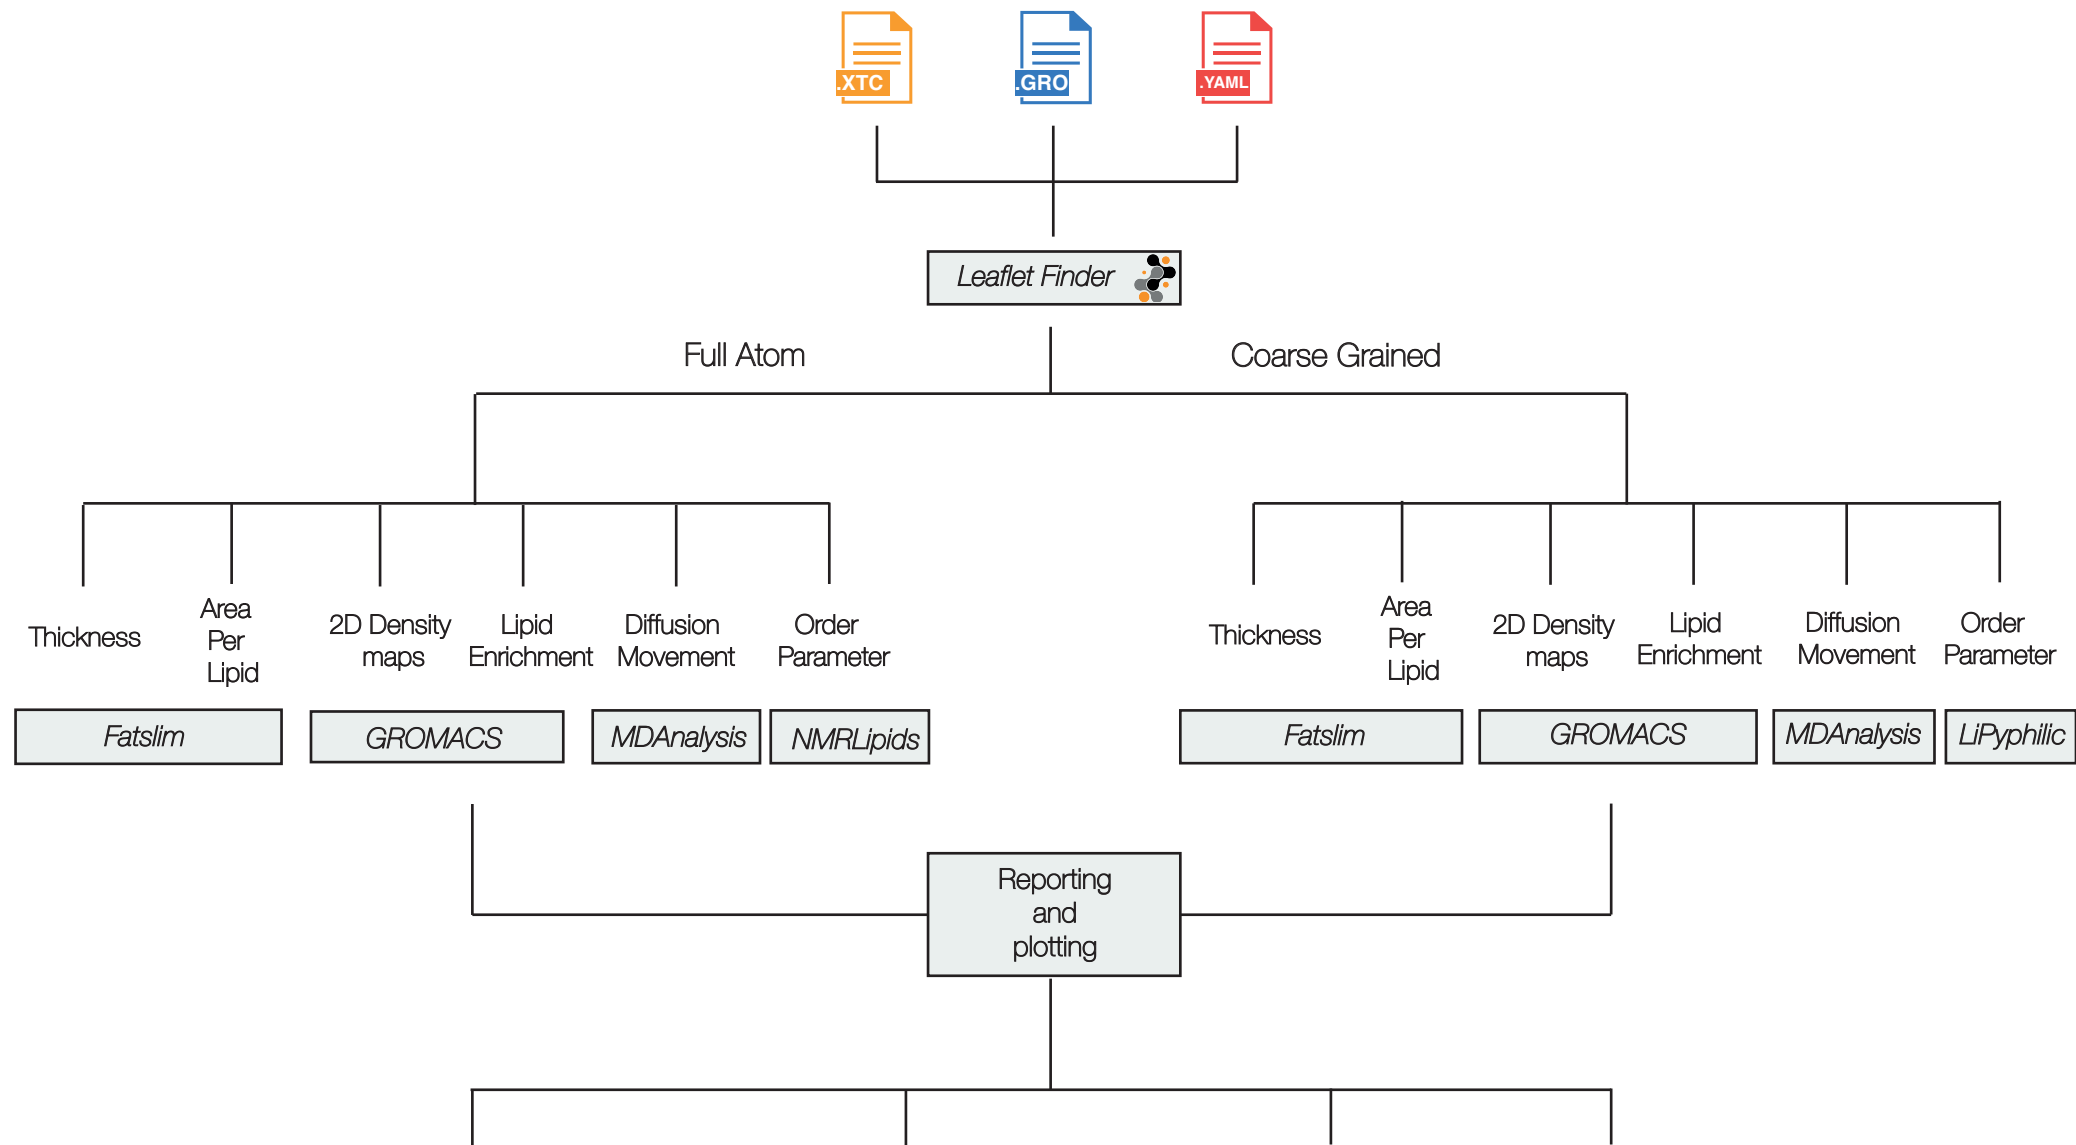 .XTC
.GRO
.YAML
Leaflet Finder
Full Atom
Coarse Grained
Thickness
Area
Per
Lipid
2D Density
maps
Lipid
Enrichment
Diffusion
Movement
Order
Parameter
Thickness
Area
Per
Lipid
2D Density
maps
Lipid
Enrichment
Diffusion
Movement
Order
Parameter
Fatslim
GROMACS
MDAnalysis
NMRLipids
Fatslim
GROMACS
MDAnalysis
LiPyphilic
Reporting
and
plotting